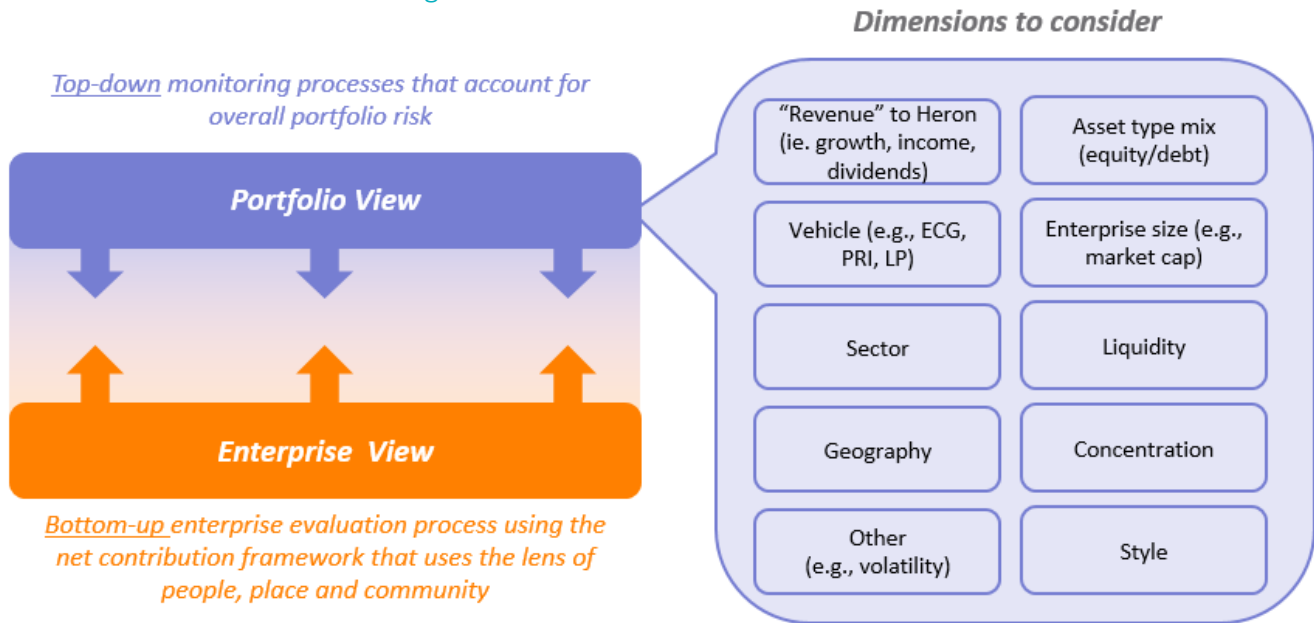 Dimensions to consider
Top-down monitoring processes that account for
overall portfolio risk
Portfolio View
Enterprise View
Bottom-up enterprise evaluation process using the
net contribution framework that uses the lens of
people, place and community
"Revenue" to Heron
(ie. growth, income,
dividends)
Asset type mix
(equity/debt)
Vehicle (e.g., ECG,
PRI, LP)
Enterprise size (e.g.,
market cap)
Sector
Liquidity
Geography
Concentration
Other
(e.g., volatility)
Style